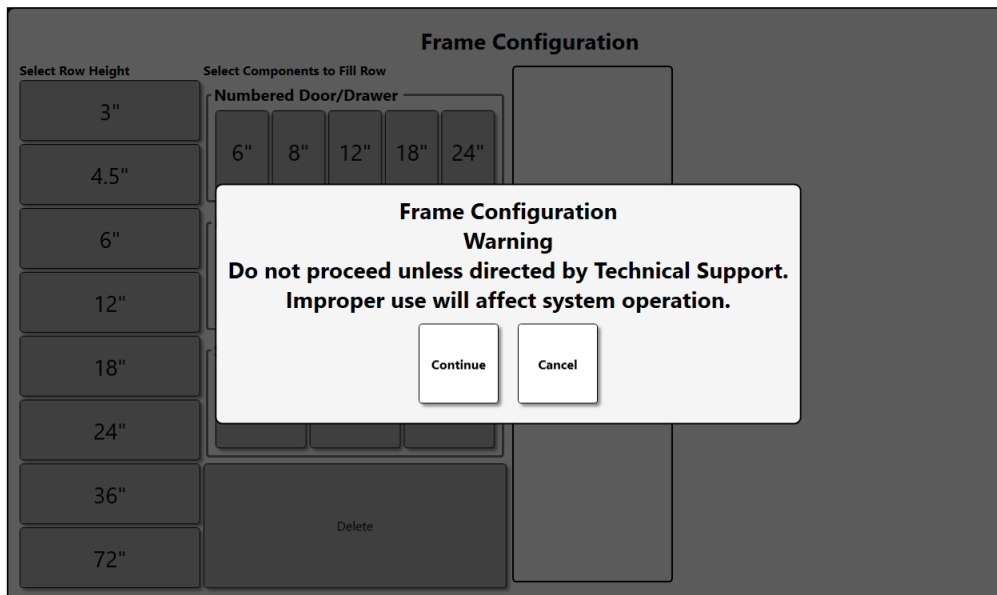 Frame Configuration
Select Row Height
Select Components to Fill Row
3"
4.5"
6"
12"
18"
24"
36"
72"
Numbered Door/Drawer
6" 8" 12" 18" 24"
Frame Configuration
Warning
Do not proceed unless directed by Technical Support.
Improper use will affect system operation.
Continue Cancel
Delete